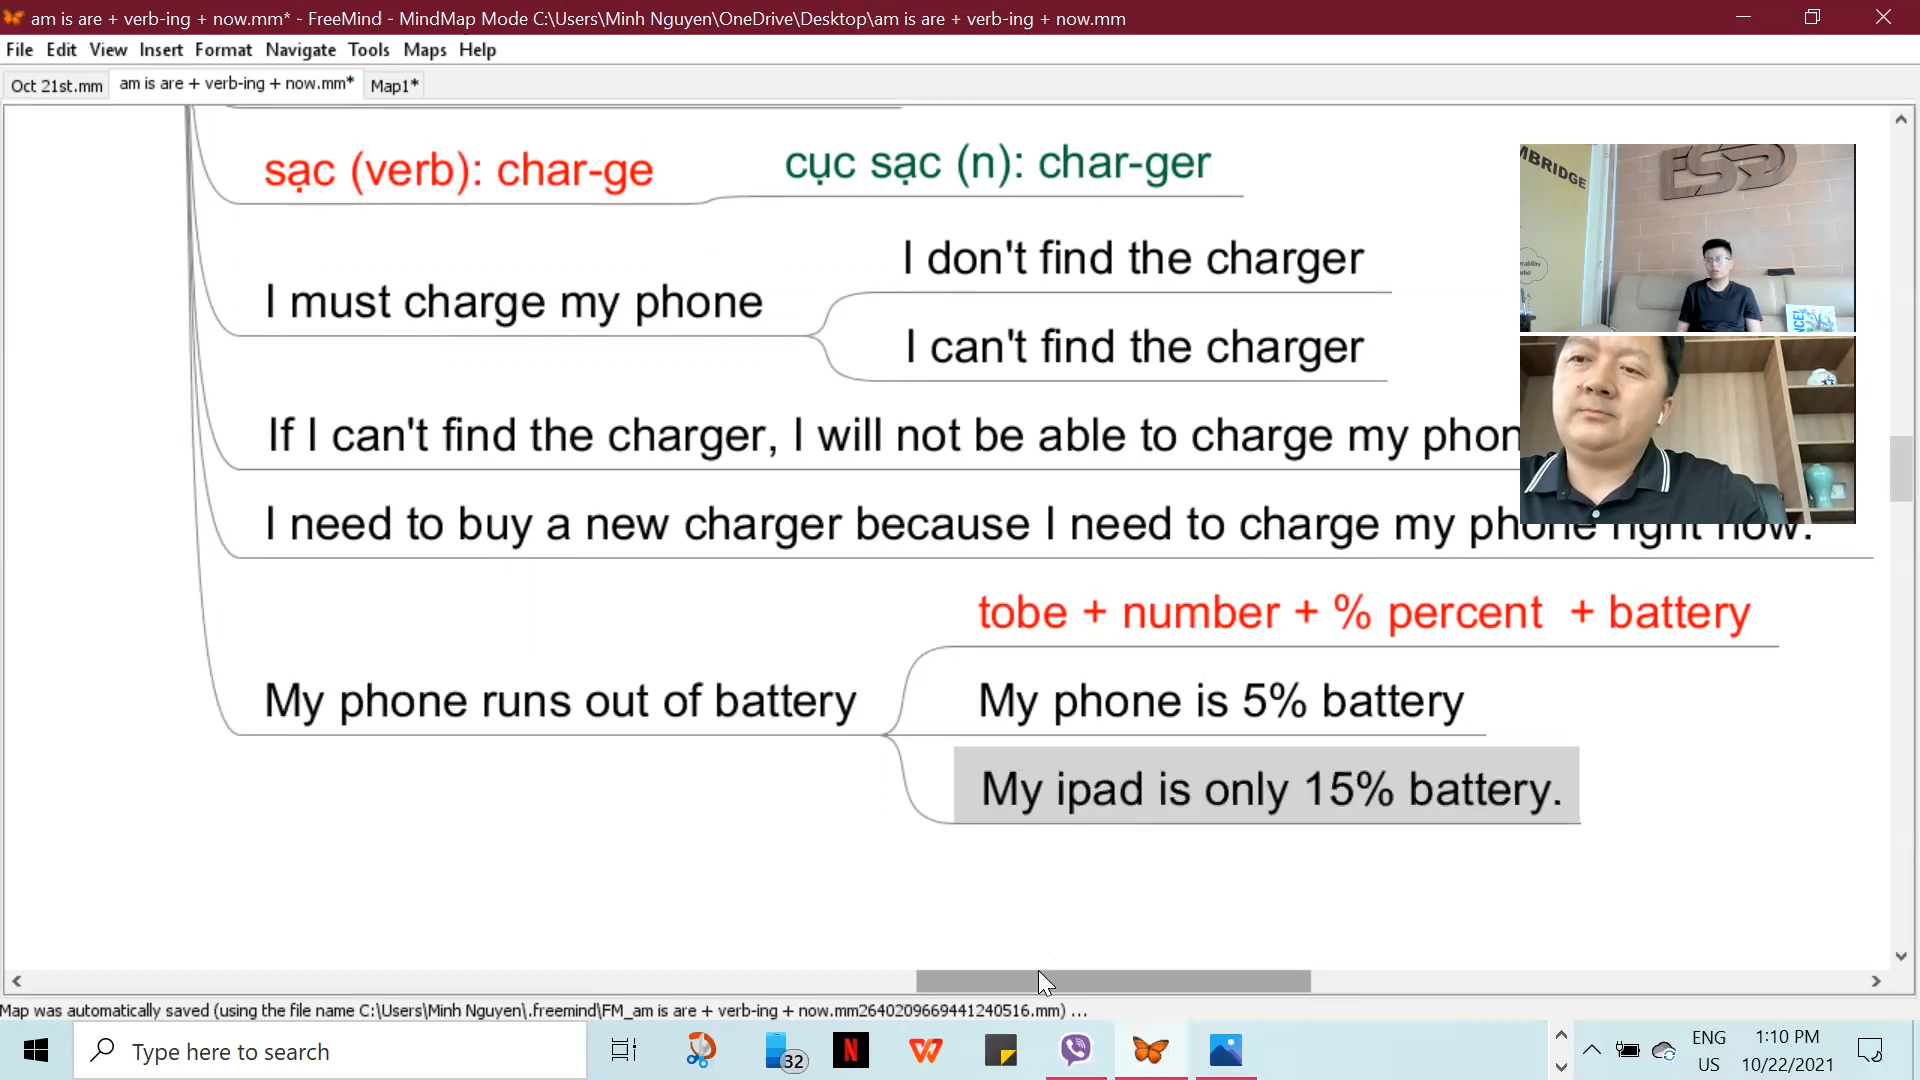 am is are + verb-ing + now.mm* - FreeMind - MindMap Mode C:\Users\Minh Nguyen\OneDrive\Desktop\am is are + verb-ing + now.mm
File Edit View Insert Format Navigate Tools Maps Help
Oct 21st.mm am is are + verb-ing + now.mm* Map1*
sạc (verb): char-ge
cục sạc (n): char-ger
MBRIDGE
ESD
I don't find the charger
I must charge my phone
I can't find the charger
If I can't find the charger, I will not be able to charge my phon
I need to buy a new charger because I need to charge my phone right now.
tobe + number + % percent + battery
My phone runs out of battery
My phone is 5% battery
My ipad is only 15% battery.
Map was automatically saved (using the file name C:\Users\Minh Nguyen\.freemind\FM_am is are + verb-ing + now.mm2640209669441240516.mm) ...
Type here to search
32
ENG
US
1:10 PM
10/22/2021